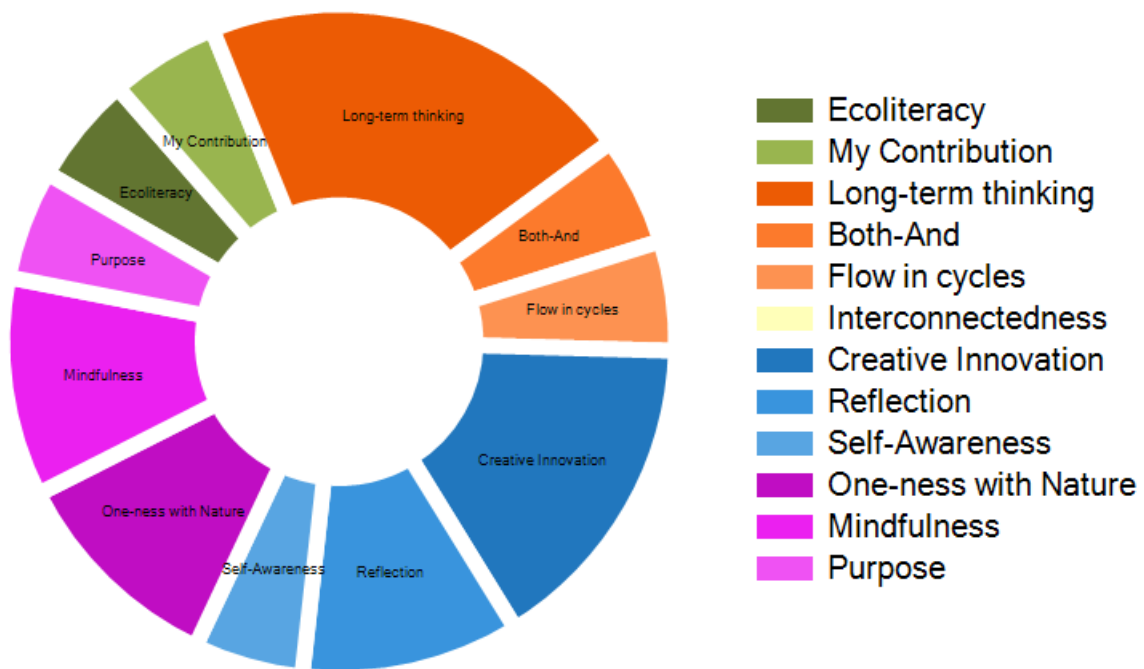 Long-term thinking
My Contribution
Ecoliteracy
Both-And
Purpose
Flow in cycles
Mindfulness
Creative Innovation
One-ness with Nature
Self-Awareness
Reflection
Ecoliteracy
My Contribution
Long-term thinking
Both-And
Flow in cycles
Interconnectedness
Creative Innovation
Reflection
Self-Awareness
One-ness with Nature
Mindfulness
Purpose